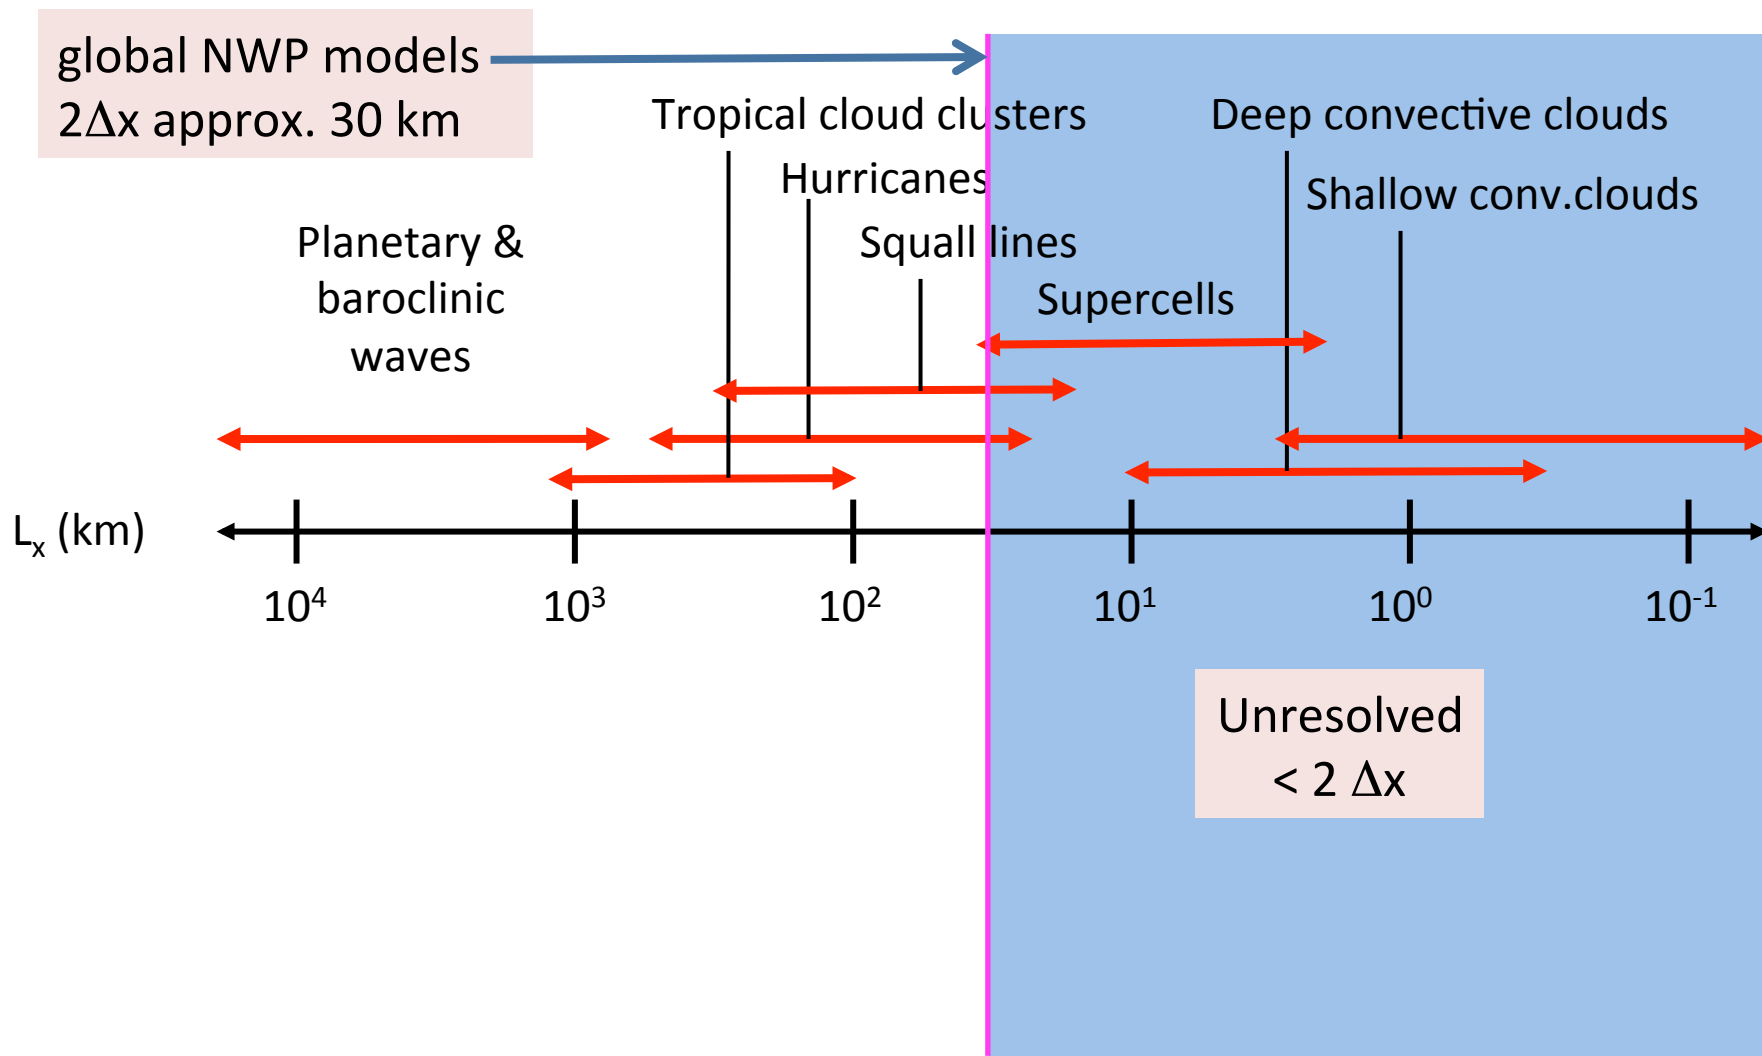 global NWP models
2Δx approx. 30 km
Tropical cloud clusters
Deep convective clouds
Hurricanes
Shallow conv.clouds
Planetary &
baroclinic
waves
Squall lines
Supercells
Lₓ (km)
10⁴ 10³ 10² 10¹ 10⁰ 10⁻¹
Unresolved
< 2 Δx